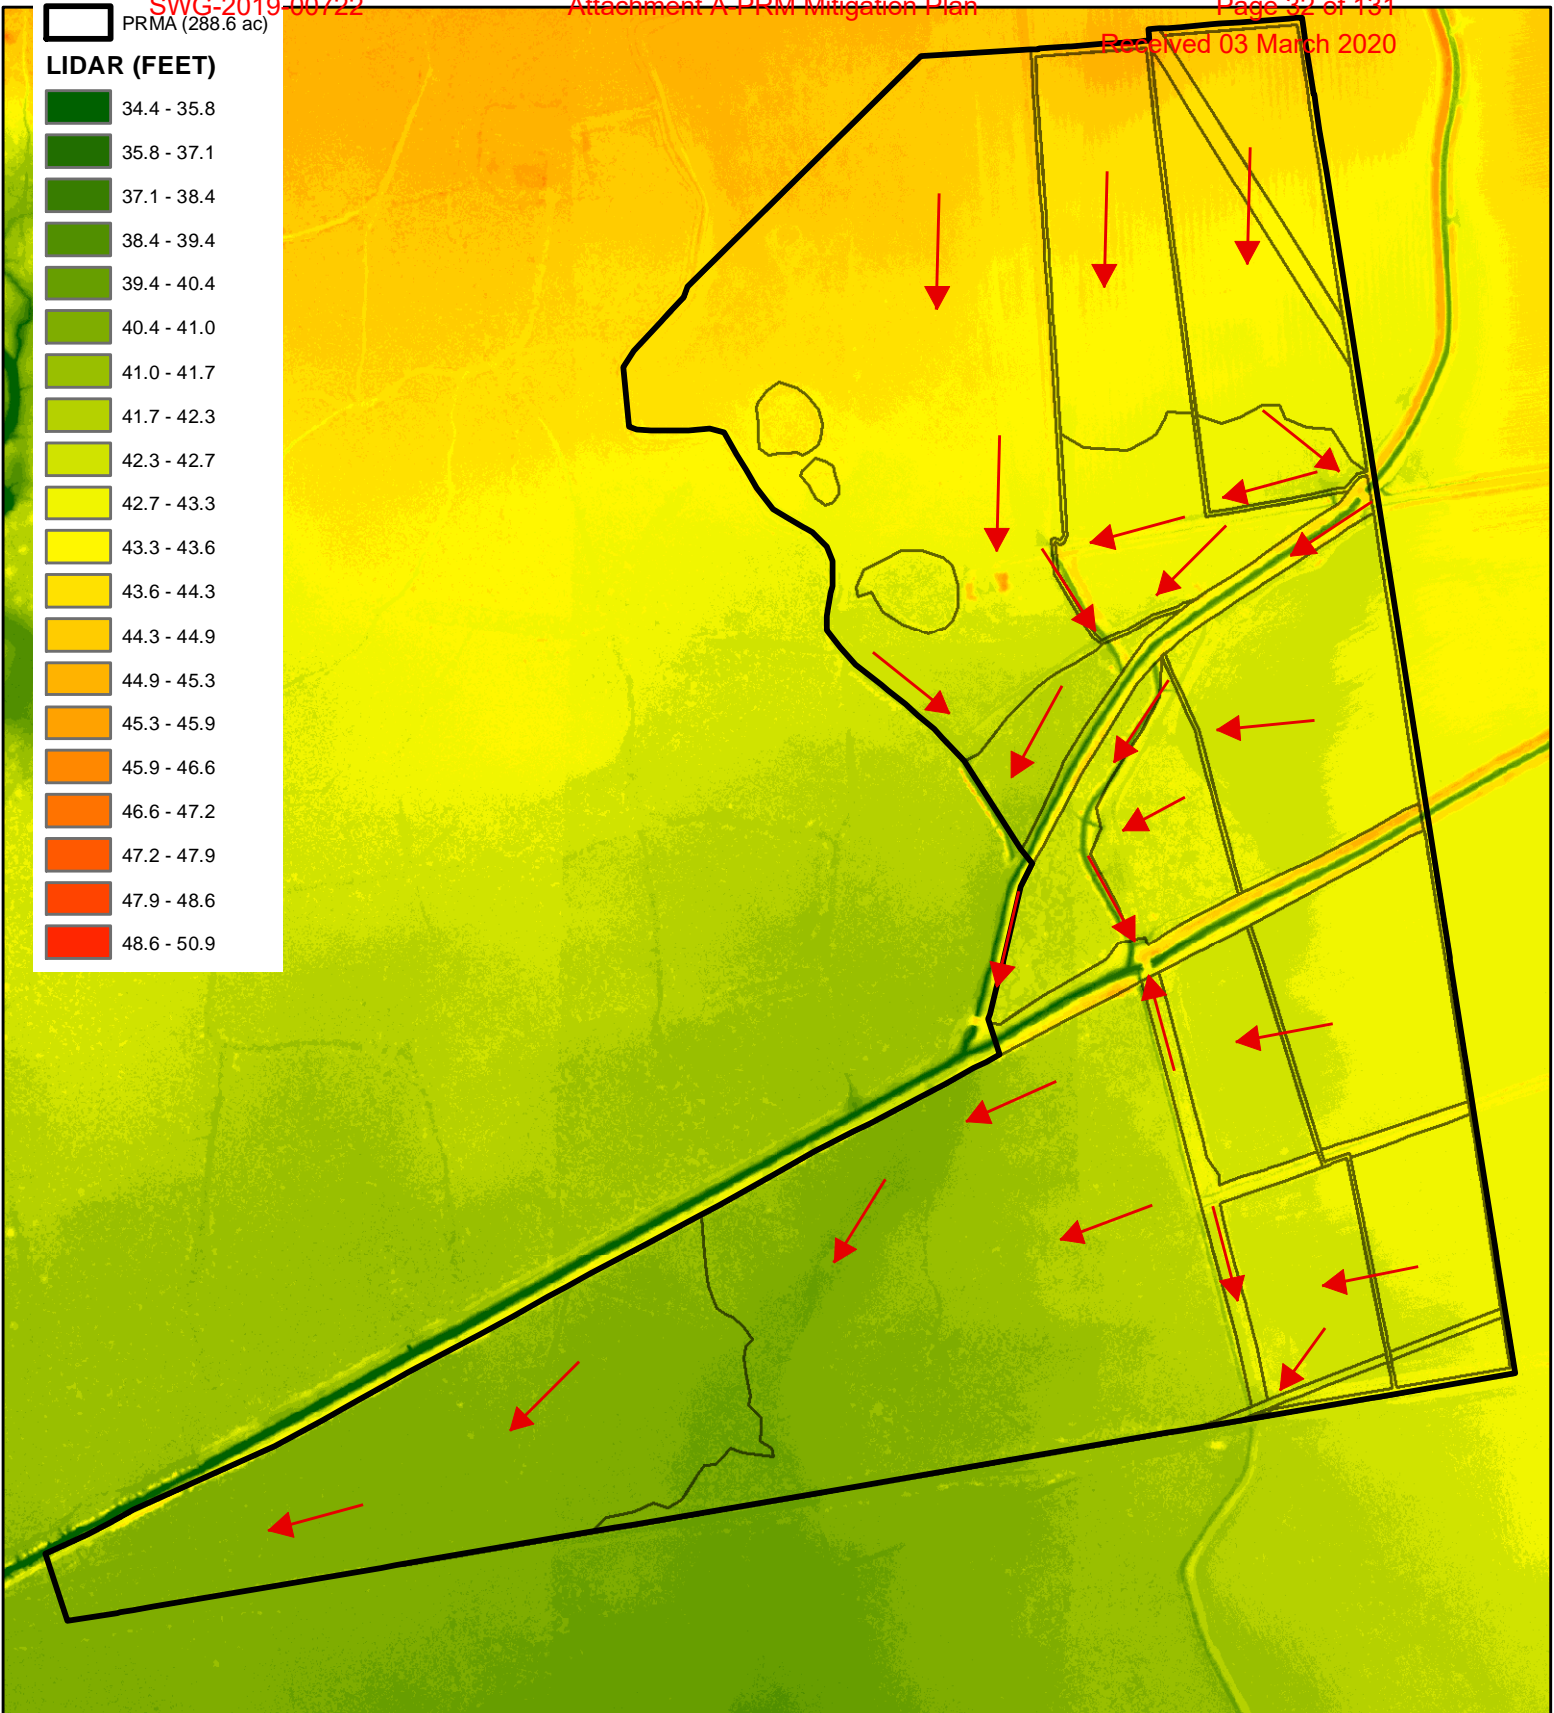 SWG-2019-00722 Attachment A-PRM Mitigation Plan Page 32 of 131
Received 03 March 2020
PRMA (288.6 ac)
LIDAR (FEET)
34.4 - 35.8
35.8 - 37.1
37.1 - 38.4
38.4 - 39.4
39.4 - 40.4
40.4 - 41.0
41.0 - 41.7
41.7 - 42.3
42.3 - 42.7
42.7 - 43.3
43.3 - 43.6
43.6 - 44.3
44.3 - 44.9
44.9 - 45.3
45.3 - 45.9
45.9 - 46.6
46.6 - 47.2
47.2 - 47.9
47.9 - 48.6
48.6 - 50.9